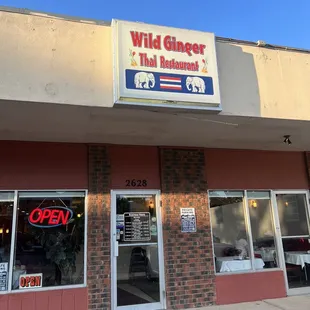 Wild Ginger
Thai Restaurant
2628
OPEN
OPEN